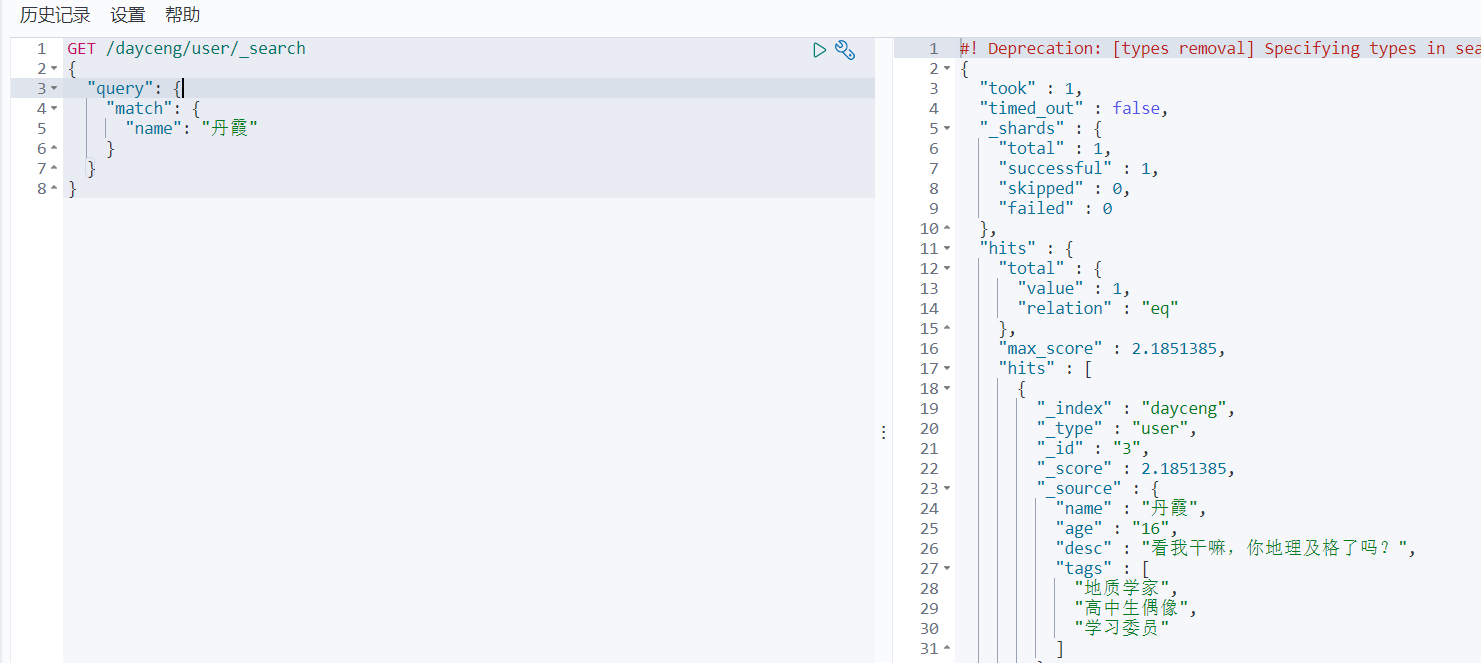 历史记录 设置 帮助
1 GET /dayceng/user/_search
2 {
3 "query": {
4 "match": {
5 "name": "丹霞"
6 }
7 }
8 }
1 #! Deprecation: [types removal] Specifying types in sea
2 {
3 "took" : 1,
4 "timed_out" : false,
5 "_shards" : {
6 "total" : 1,
7 "successful" : 1,
8 "skipped" : 0,
9 "failed" : 0
10 },
11 "hits" : {
12 "total" : {
13 "value" : 1,
14 "relation" : "eq"
15 },
16 "max_score" : 2.1851385,
17 "hits" : [
18 {
19 "_index" : "dayceng",
20 "_type" : "user",
21 "_id" : "3",
22 "_score" : 2.1851385,
23 "_source" : {
24 "name" : "丹霞",
25 "age" : "16",
26 "desc" : "看我干嘛，你地理及格了吗？",
27 "tags" : [
28 "地质学家",
29 "高中生偶像",
30 "学习委员"
31 ]